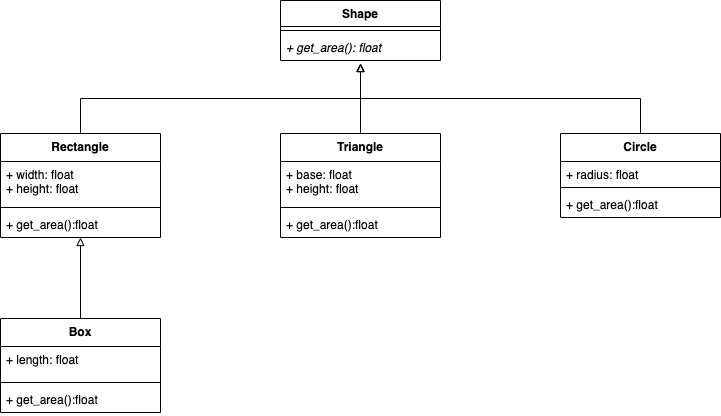 Shape
+ get_area(): float
Rectangle
+ width: float
+ height: float
+ get_area():float
Triangle
+ base: float
+ height: float
+ get_area():float
Circle
+ radius: float
+ get_area():float
Box
+ length: float
+ get_area():float